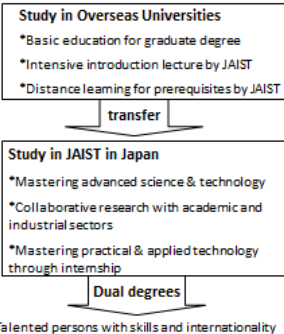 Study in Overseas Universities
*Basic education for graduate degree
*Intensive introduction lecture by JAIST
*Distance learning for prerequisites by JAIST
transfer
Study in JAIST in Japan
*Mastering advanced science & technology
*Collaborative research with academic and
industrial sectors
*Mastering practical & applied technology
through internship
Dual degrees
Talented persons with skills and internationality